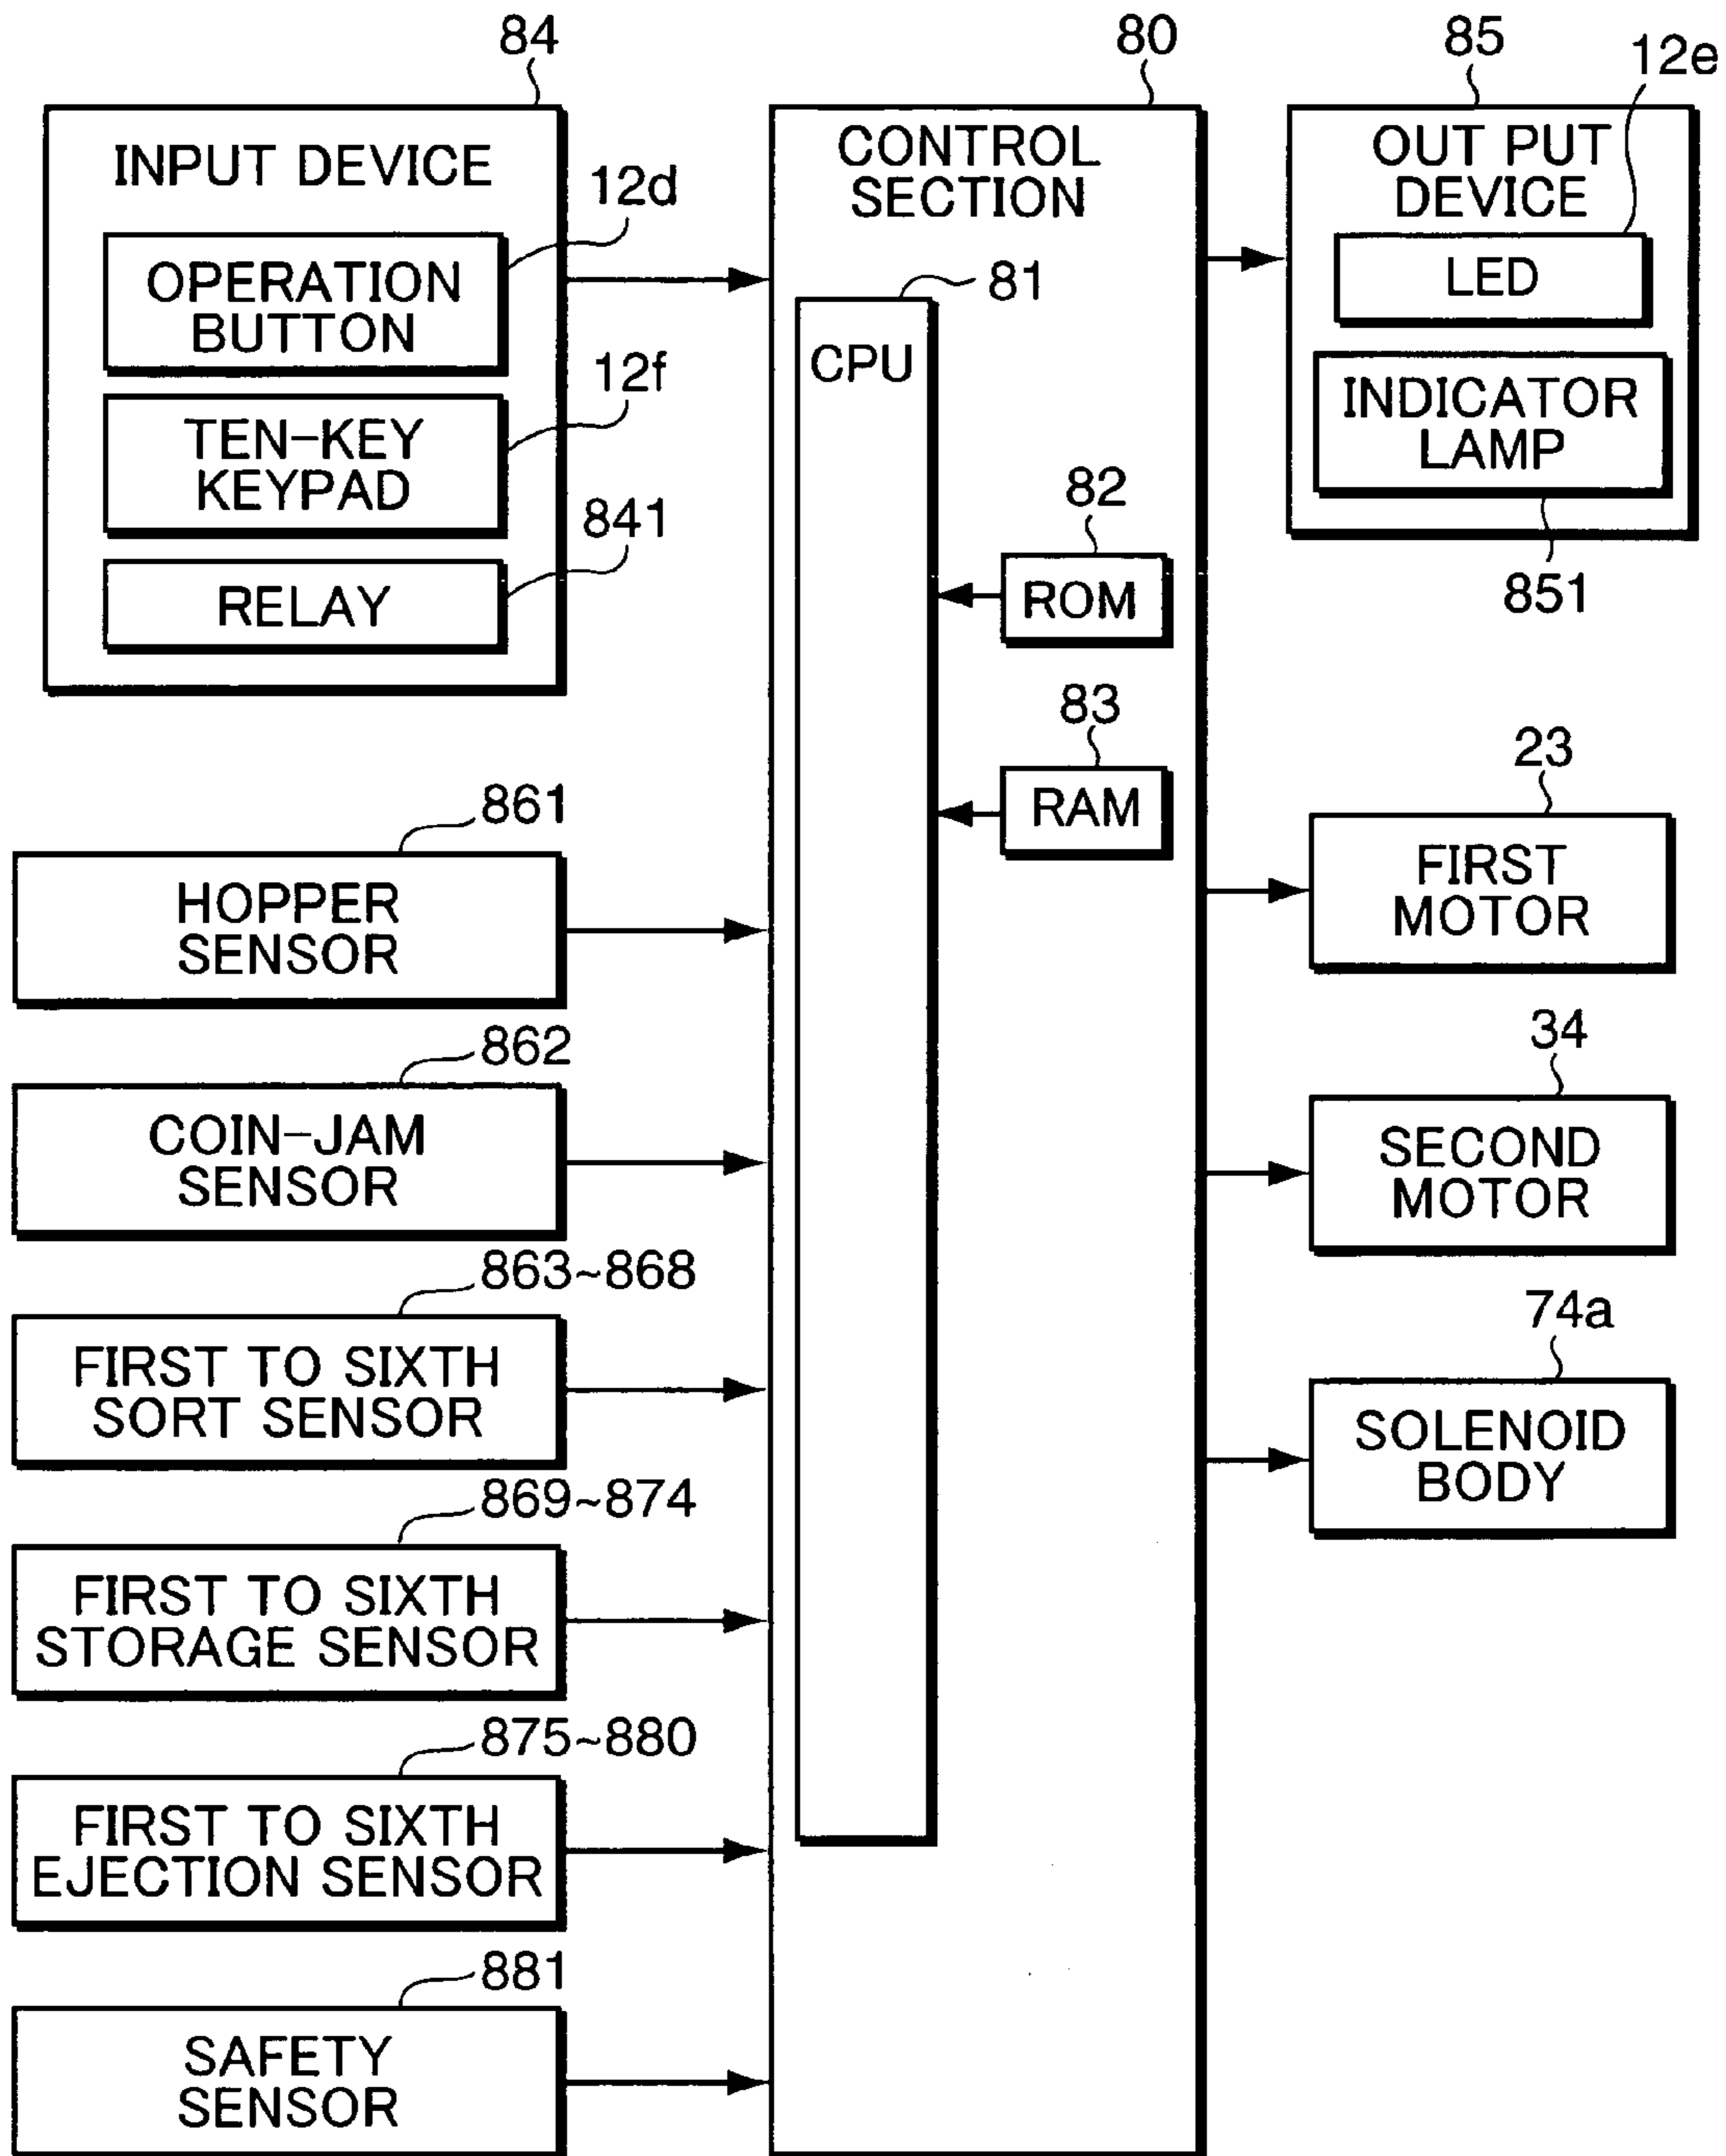 84
INPUT DEVICE
12d
OPERATION
BUTTON
12f
TEN-KEY
KEYPAD
841
RELAY
861
HOPPER
SENSOR
862
COIN-JAM
SENSOR
863~868
FIRST TO SIXTH
SORT SENSOR
869~874
FIRST TO SIXTH
STORAGE SENSOR
875~880
FIRST TO SIXTH
EJECTION SENSOR
881
SAFETY
SENSOR
80
CONTROL
SECTION
81
CPU
82
ROM
83
RAM
85
12e
OUT PUT
DEVICE
LED
INDICATOR
LAMP
851
23
FIRST
MOTOR
34
SECOND
MOTOR
74a
SOLENOID
BODY